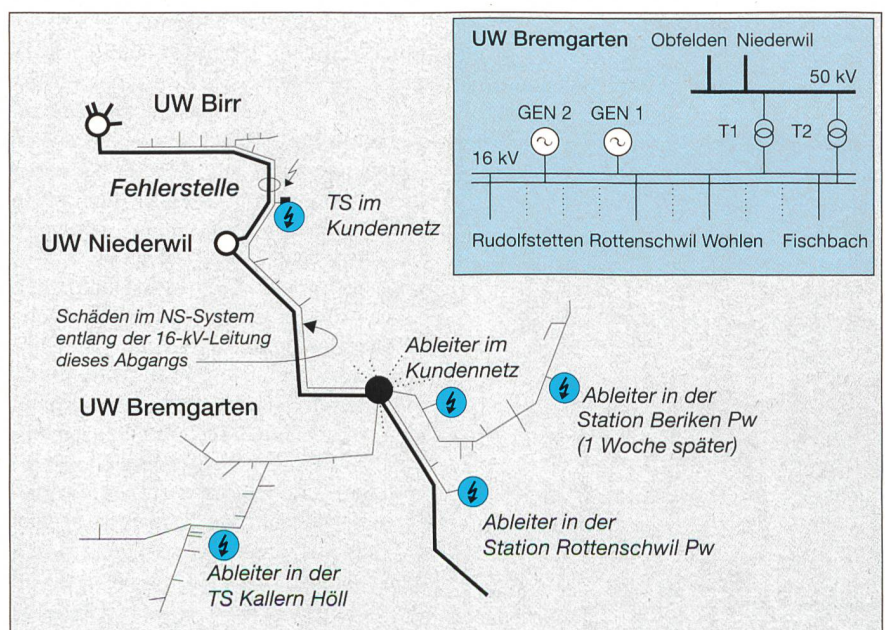 UW Bremgarten
Obfelden Niederwil
50 kV
GEN 2 GEN 1
T1 T2
16 kV
Rudolfstetten Rottenschwil Wohlen Fischbach
UW Birr
Fehlerstelle
TS im
Kundennetz
UW Niederwil
Schäden im NS-System
entlang der 16-kV-Leitung
dieses Abgangs
Ableiter im
Kundennetz
UW Bremgarten
Ableiter in der
Station Beriken Pw
(1 Woche später)
Ableiter in der
Station Rottenschwil Pw
Ableiter in der
TS Kallern Höll